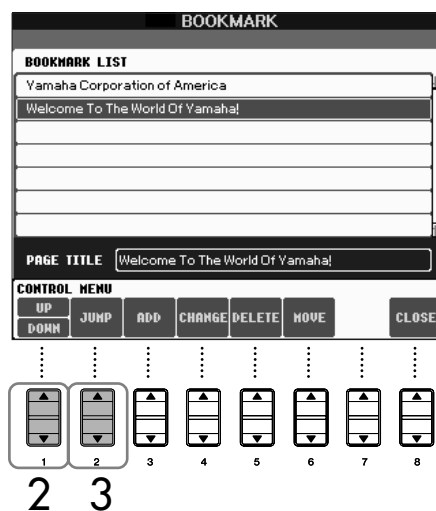 BOOKMARK
BOOKMARK LIST
Yamaha Corporation of America
Welcome To The World Of Yamaha!
PAGE TITLE Welcome To The World Of Yamaha!
CONTROL MENU
UP
DOWN
JUMP ADD CHANGE DELETE MOVE CLOSE
1 2 3 4 5 6 7 8
2 3